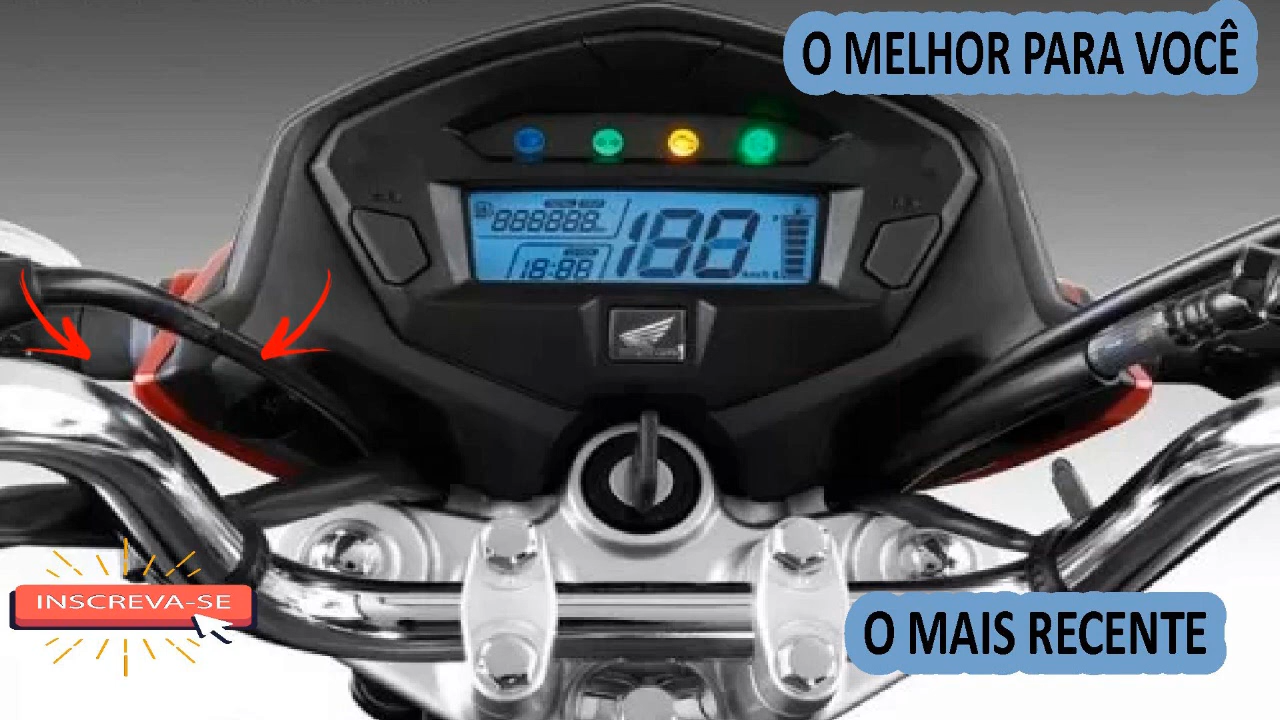 O MELHOR PARA VOCÊ
888888
188
18:88
km/h
INSCREVA-SE
O MAIS RECENTE